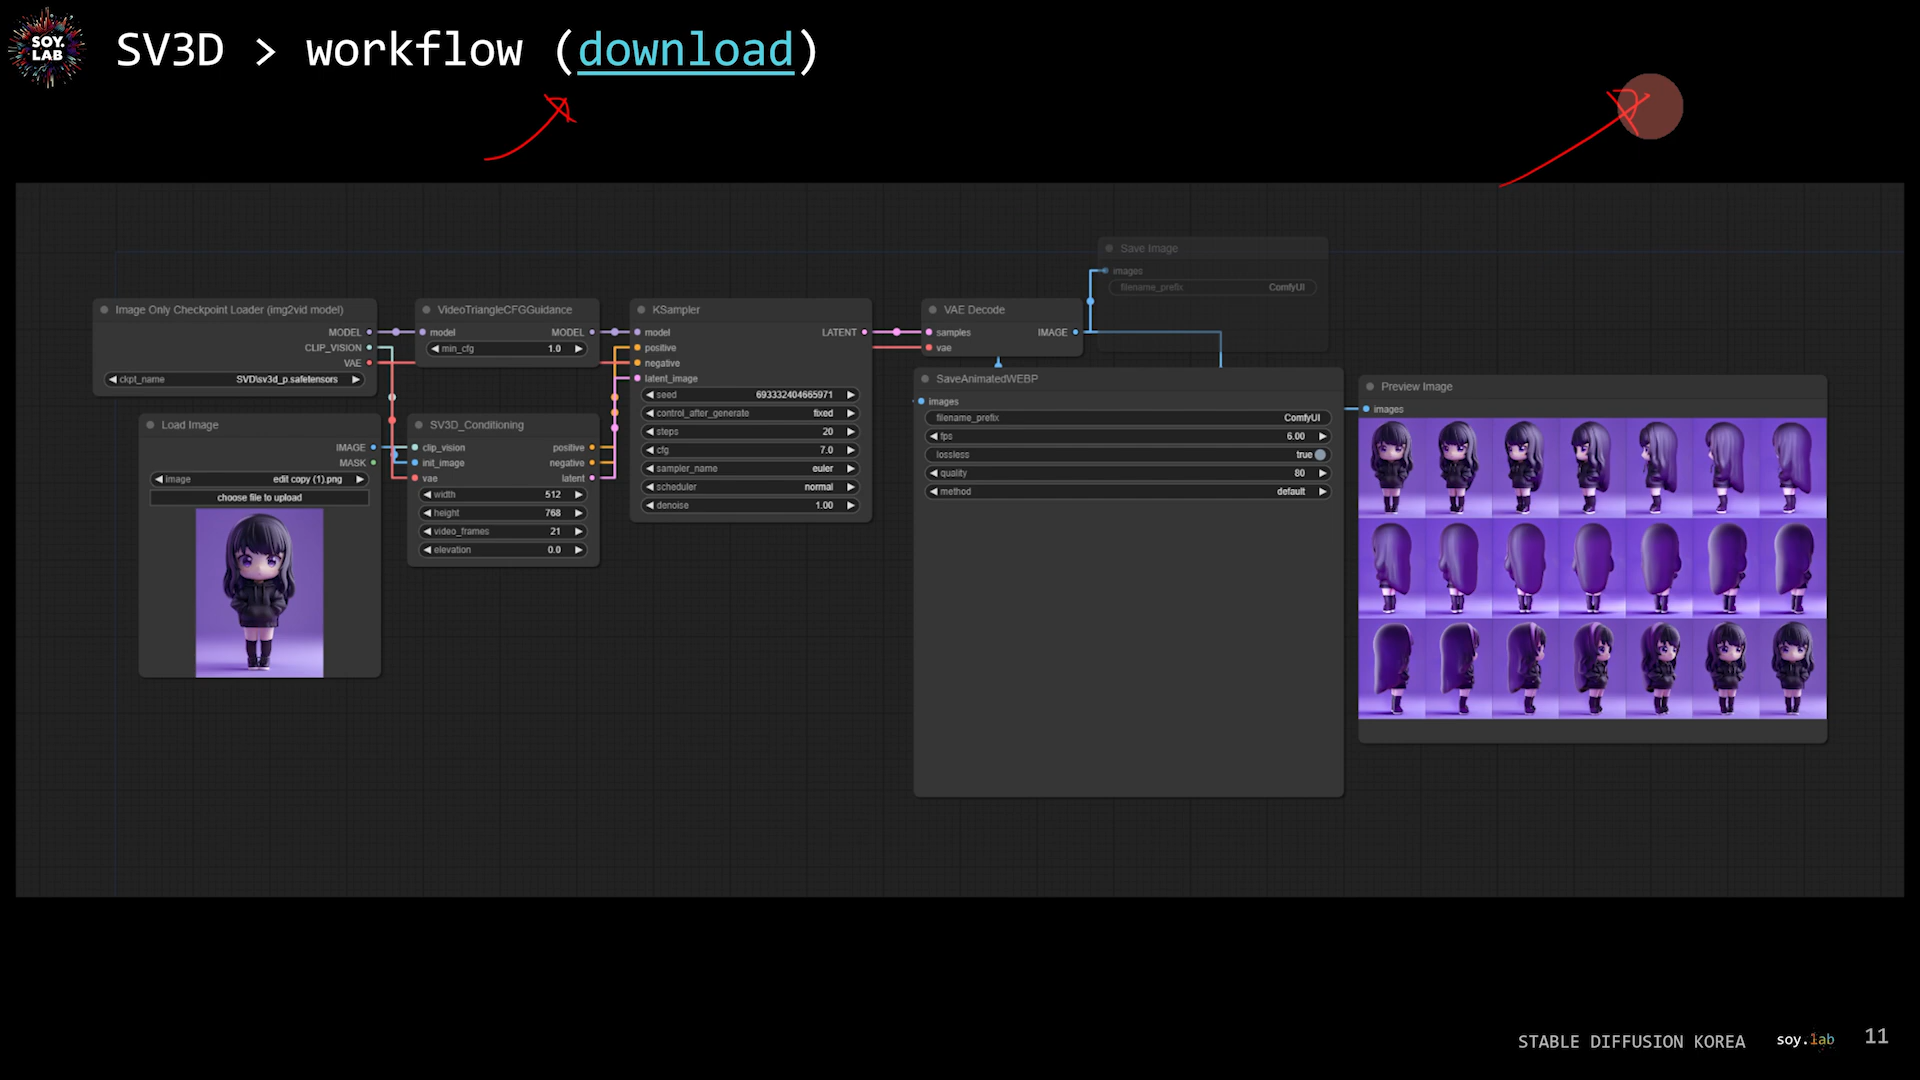 SOY.
LAB
SV3D > workflow (download)
Save Image
images
filename_prefix ComfyUI
Image Only Checkpoint Loader (img2vid model)
MODEL
CLIP_VISION
VAE
ckpt_name SVD\sv3d_p.safetensors
VideoTriangleCFGGuidance
model MODEL
min_cfg 1.0
KSampler
model LATENT
positive
negative
latent_image
seed 693332404665971
control_after_generate fixed
steps 20
cfg 7.0
sampler_name euler
scheduler normal
denoise 1.00
VAE Decode
samples IMAGE
vae
Load Image
IMAGE
MASK
image edit copy (1).png
choose file to upload
SV3D_Conditioning
clip_vision positive
init_image negative
vae latent
width 512
height 768
video_frames 21
elevation 0.0
SaveAnimatedWEBP
images
filename_prefix ComfyUI
fps 6.00
lossless true
quality 80
method default
Preview Image
images
STABLE DIFFUSION KOREA soy.lab 11